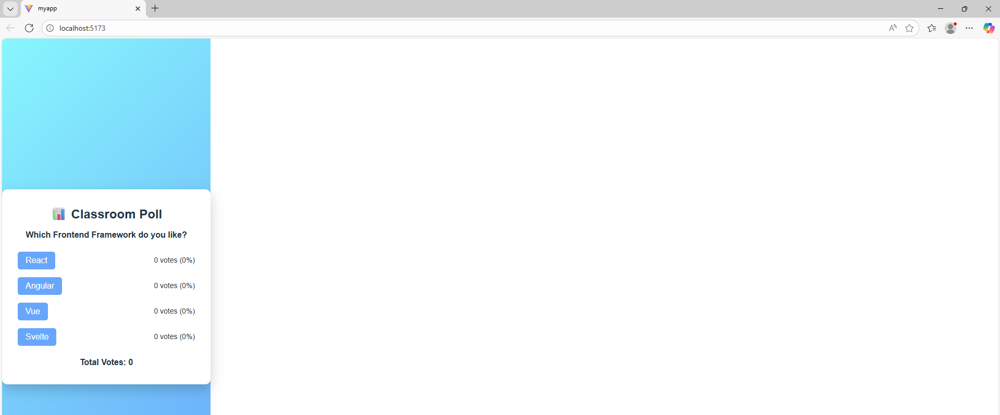 myapp
localhost:5173
Classroom Poll
Which Frontend Framework do you like?
React 0 votes (0%)
Angular 0 votes (0%)
Vue 0 votes (0%)
Svelte 0 votes (0%)
Total Votes: 0